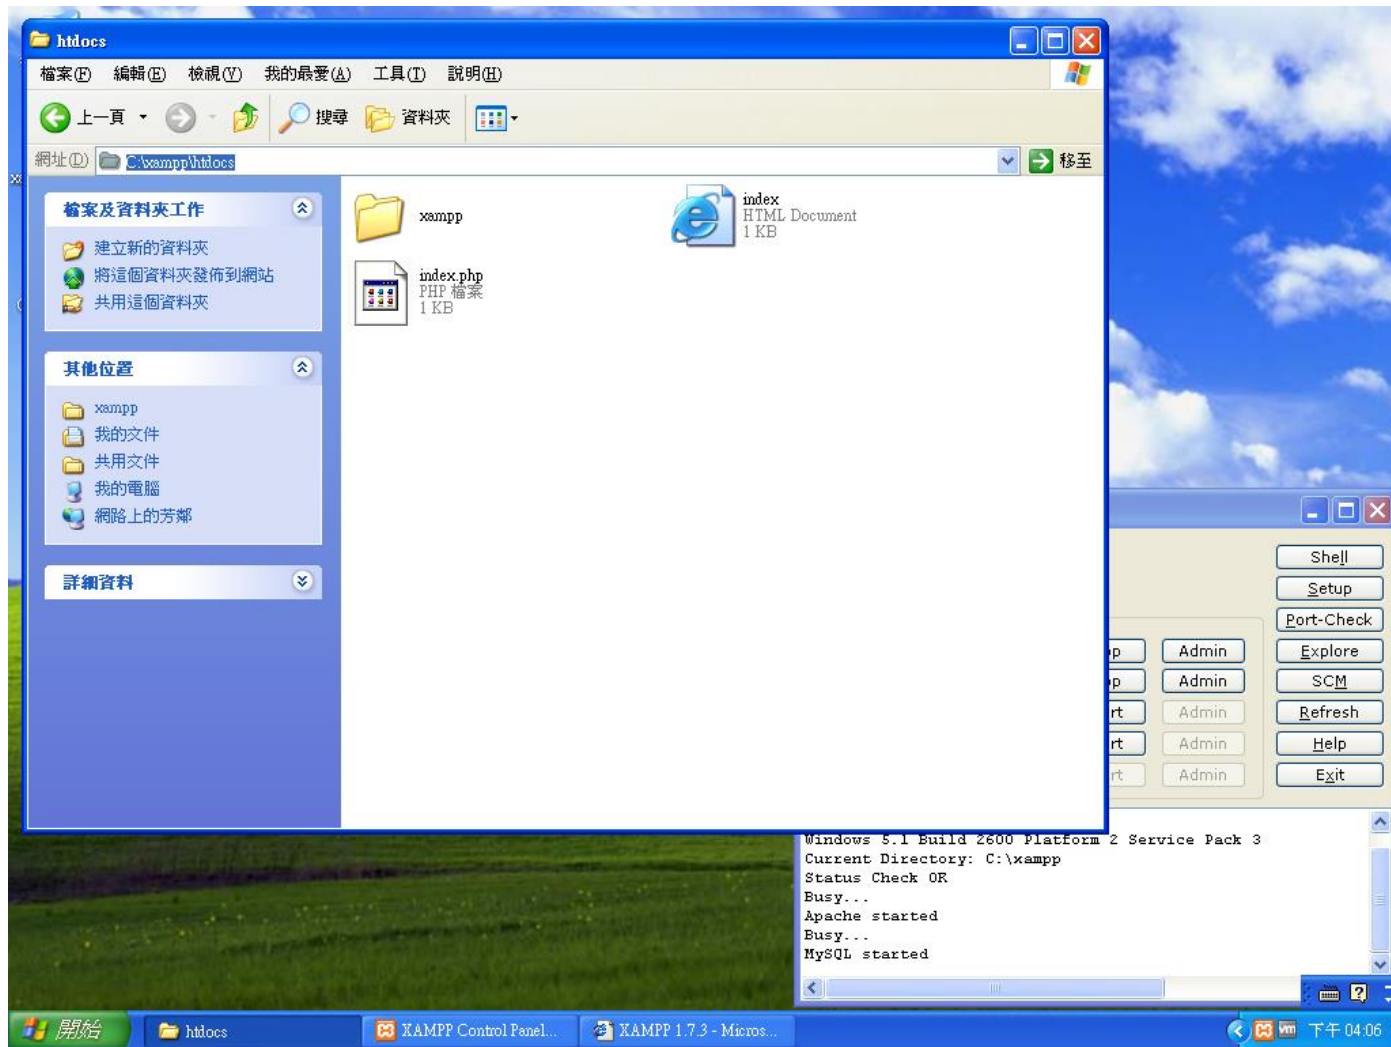 htdocs
檔案(F) 編輯(E) 檢視(V) 我的最愛(A) 工具(T) 說明(H)
上一頁 搜尋 資料夾
網址(D) C:\xampp\htdocs 移至
檔案及資料夾工作
建立新的資料夾
將這個資料夾發佈到網站
共用這個資料夾
其他位置
xampp
我的文件
共用文件
我的電腦
網路上的芳鄰
詳細資料
xampp
index
HTML Document
1 KB
index.php
PHP 檔案
1 KB
Shell
Setup
Port-Check
Admin Explore
Admin SCM
Admin Refresh
Admin Help
Admin Exit
Windows 5.1 Build 2600 Platform 2 Service Pack 3
Current Directory: C:\xampp
Status Check OK
Busy...
Apache started
Busy...
MySQL started
開始 htdocs XAMPP Control Panel... XAMPP 1.7.3 - Micros... 下午 04:06